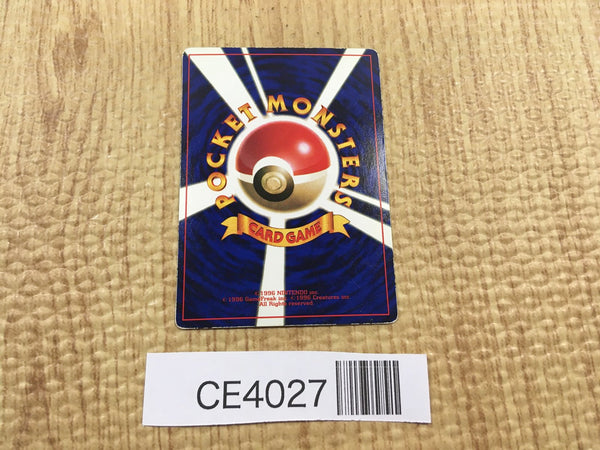 POCKET MONSTERS
CARD GAME
©1996 NINTENDO inc.
©1996 GameFreak inc. ©1996 Creatures inc.
All Rights reserved.
CE4027